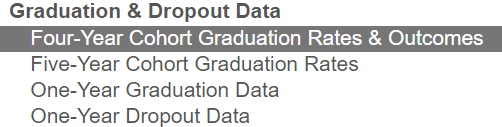 Graduation & Dropout Data
Four-Year Cohort Graduation Rates & Outcomes
Five-Year Cohort Graduation Rates
One-Year Graduation Data
One-Year Dropout Data